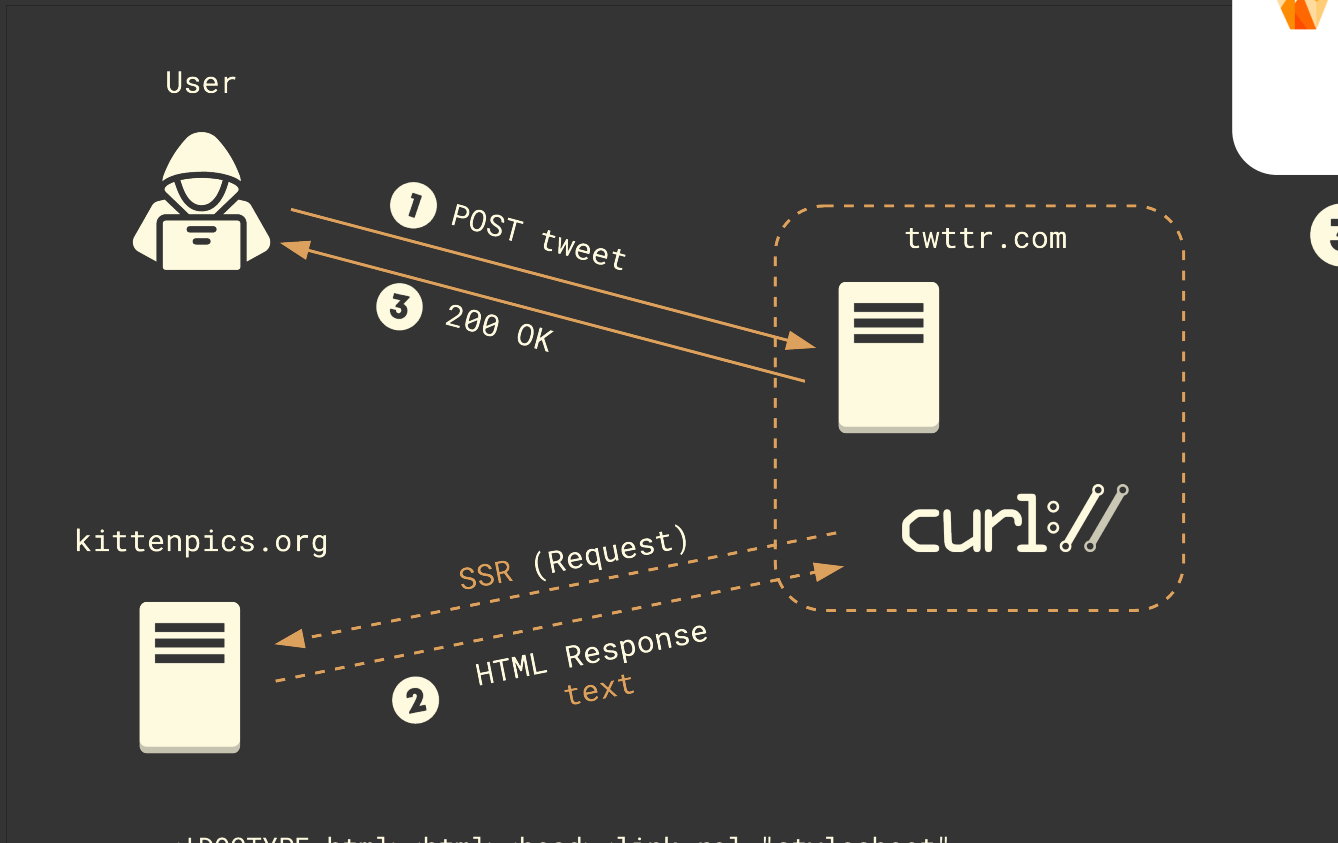 User
1 POST tweet
3 200 OK
twttr.com
curl://
kittenpics.org
SSR (Request)
HTML Response
text
2